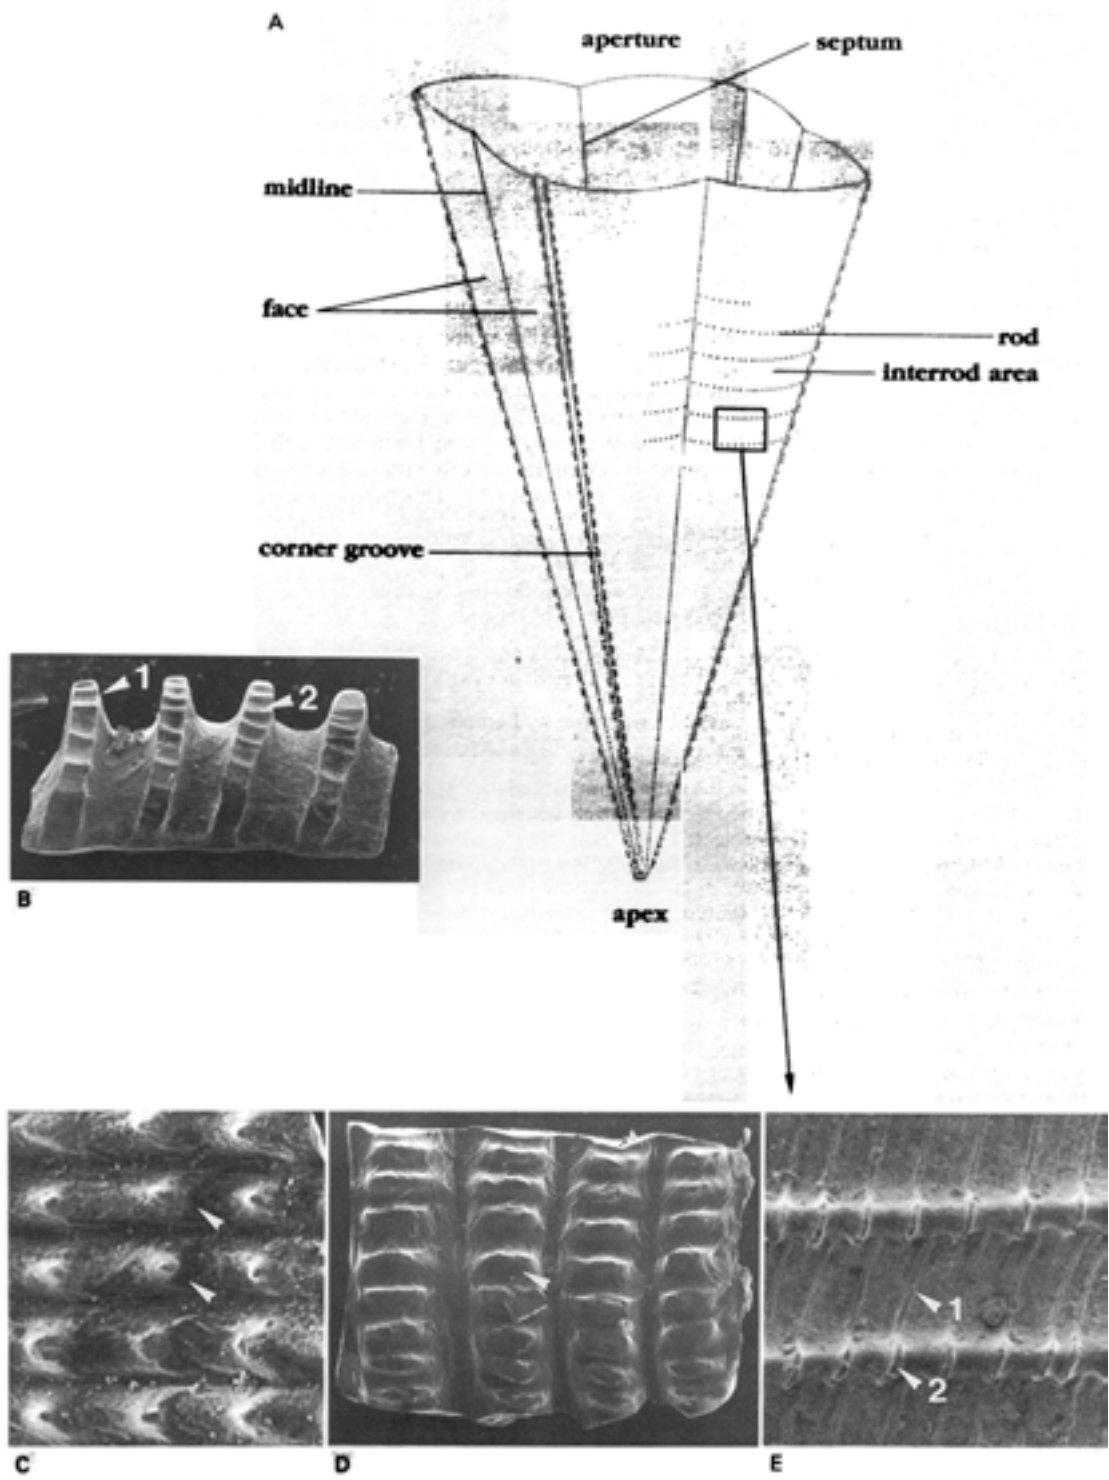 A
aperture
septum
midline
face
rod
interrod area
corner groove
1
2
B
apex
1
2
C
D
E